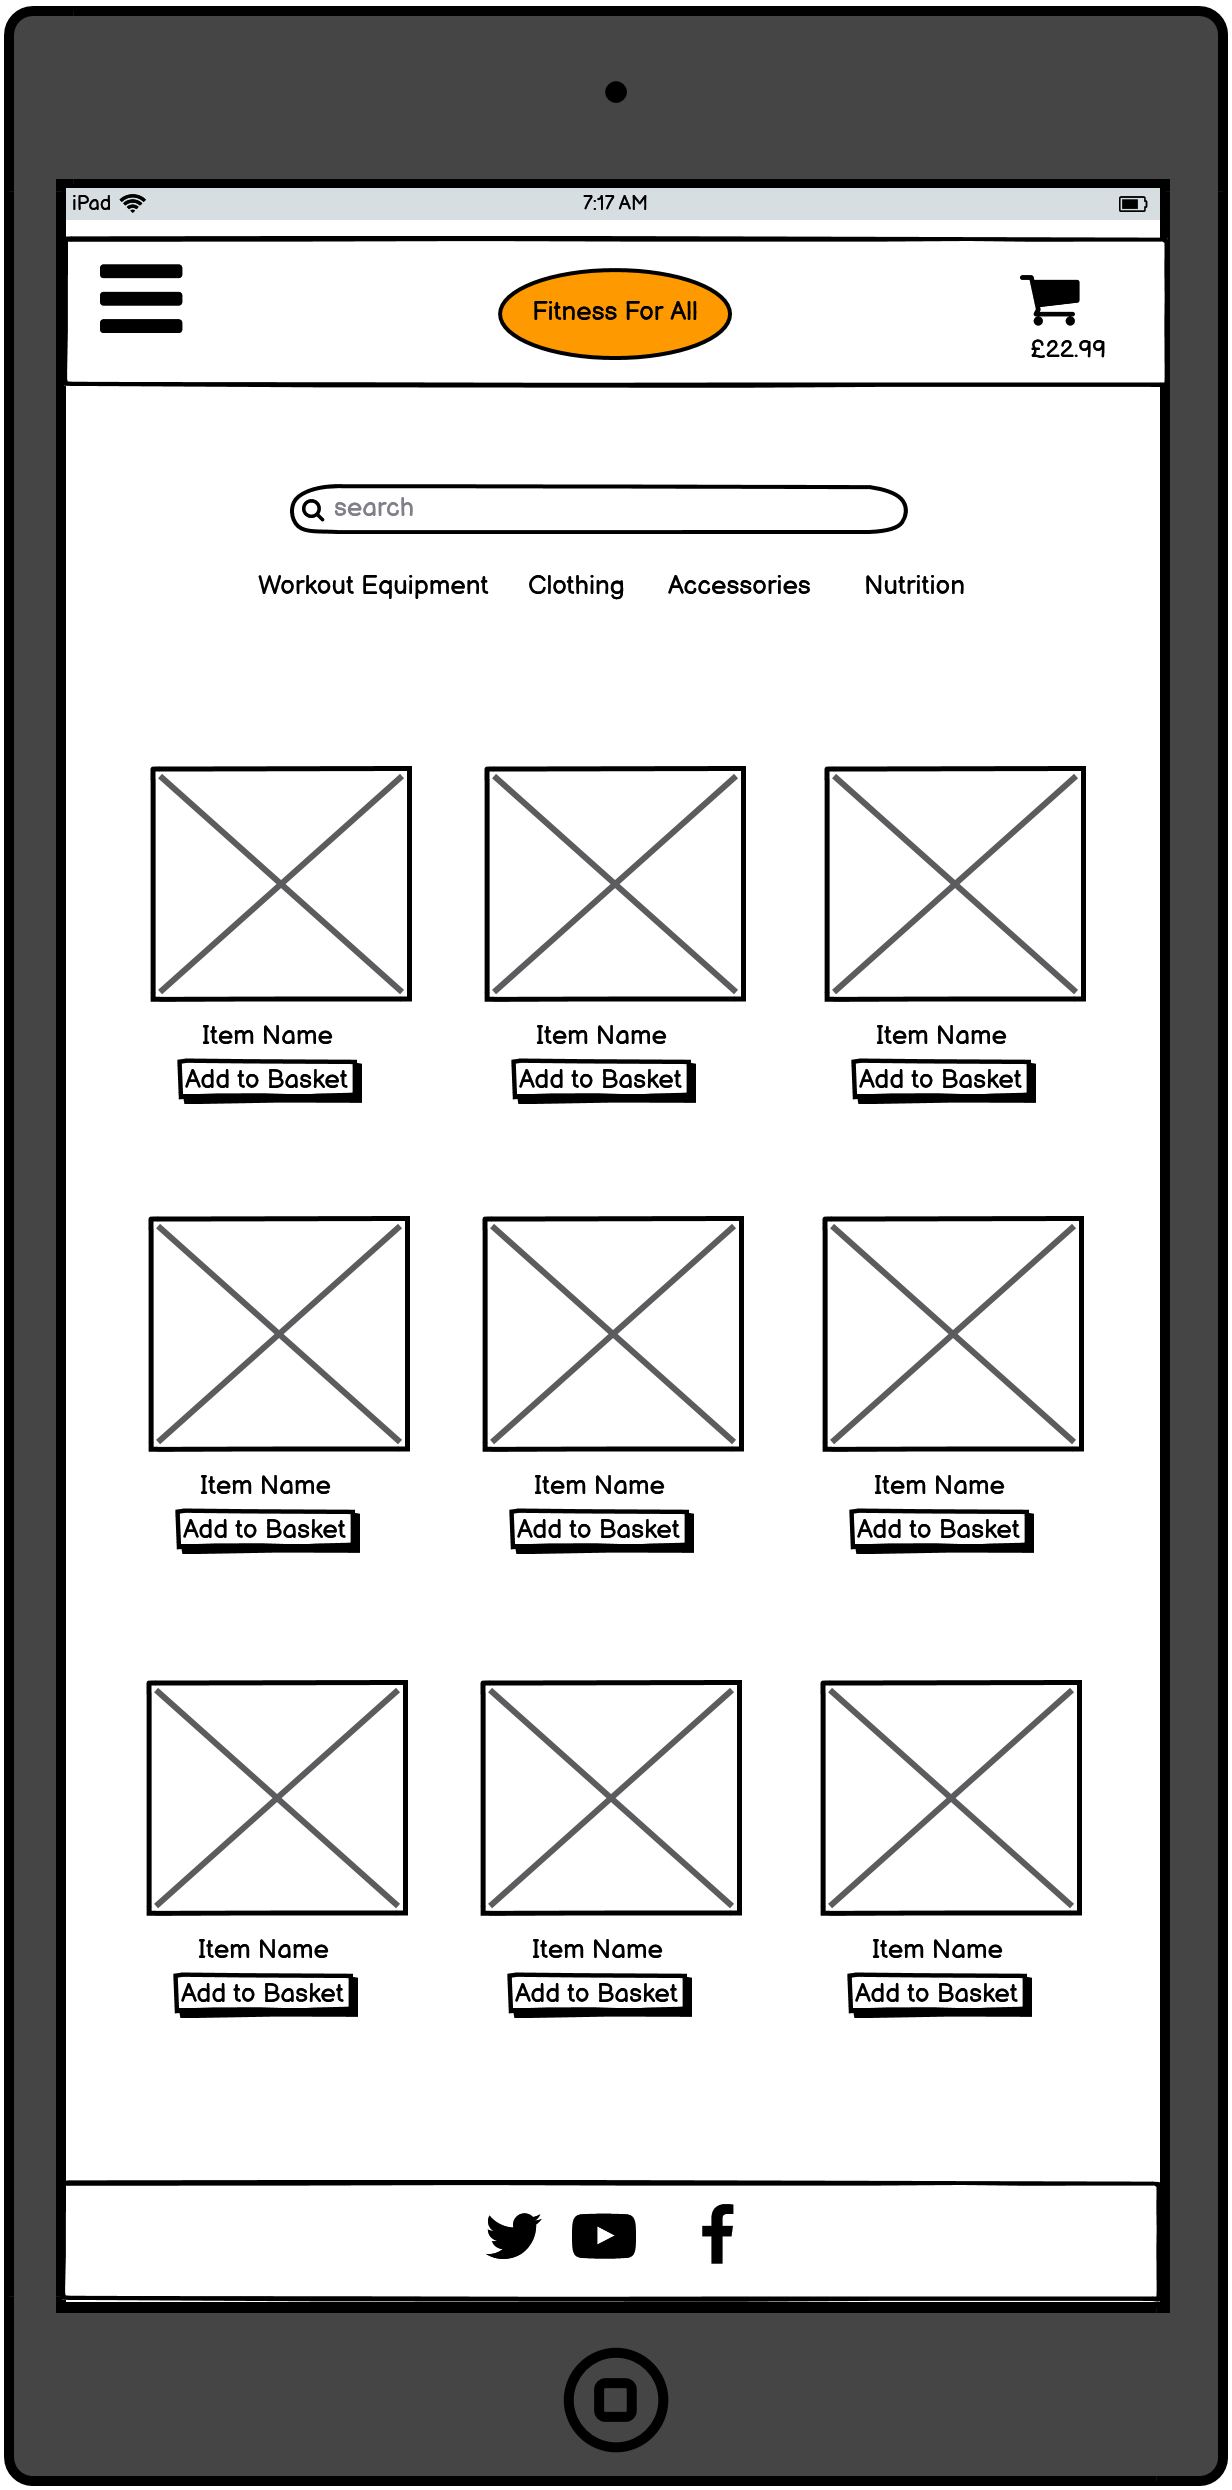 iPad 7:17 AM
Fitness For All
£22.99
search
Workout Equipment Clothing Accessories Nutrition
Item Name Item Name Item Name
Add to Basket Add to Basket Add to Basket
Item Name Item Name Item Name
Add to Basket Add to Basket Add to Basket
Item Name Item Name Item Name
Add to Basket Add to Basket Add to Basket